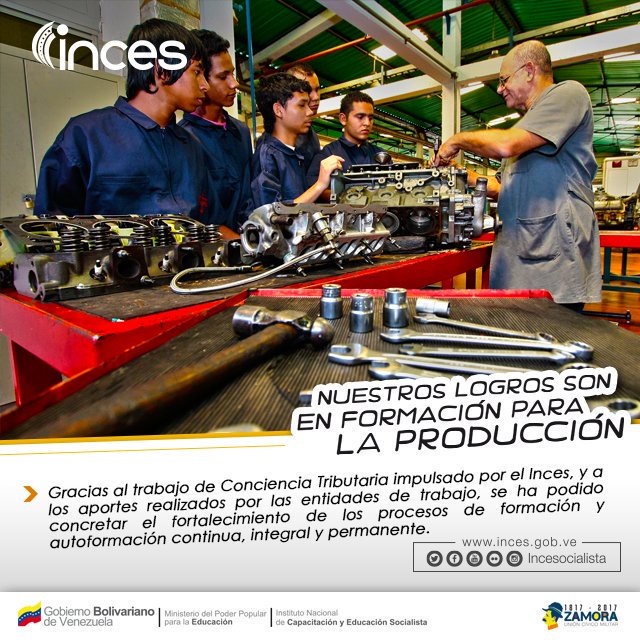 inces
NUESTROS LOGROS SON
EN FORMACIÓN PARA
LA PRODUCCIÓN
Gracias al trabajo de Conciencia Tributaria impulsado por el Inces, y a
los aportes realizados por las entidades de trabajo, se ha podido
concretar el fortalecimiento de los procesos de formación y
autoformación continua, integral y permanente.
www.inces.gob.ve
Incesocialista
Gobierno Bolivariano
de Venezuela
Ministerio del Poder Popular
para la Educación
Instituto Nacional
de Capacitación y Educación Socialista
1817 - 2017
ZAMORA
UNIÓN CÍVICO MILITAR